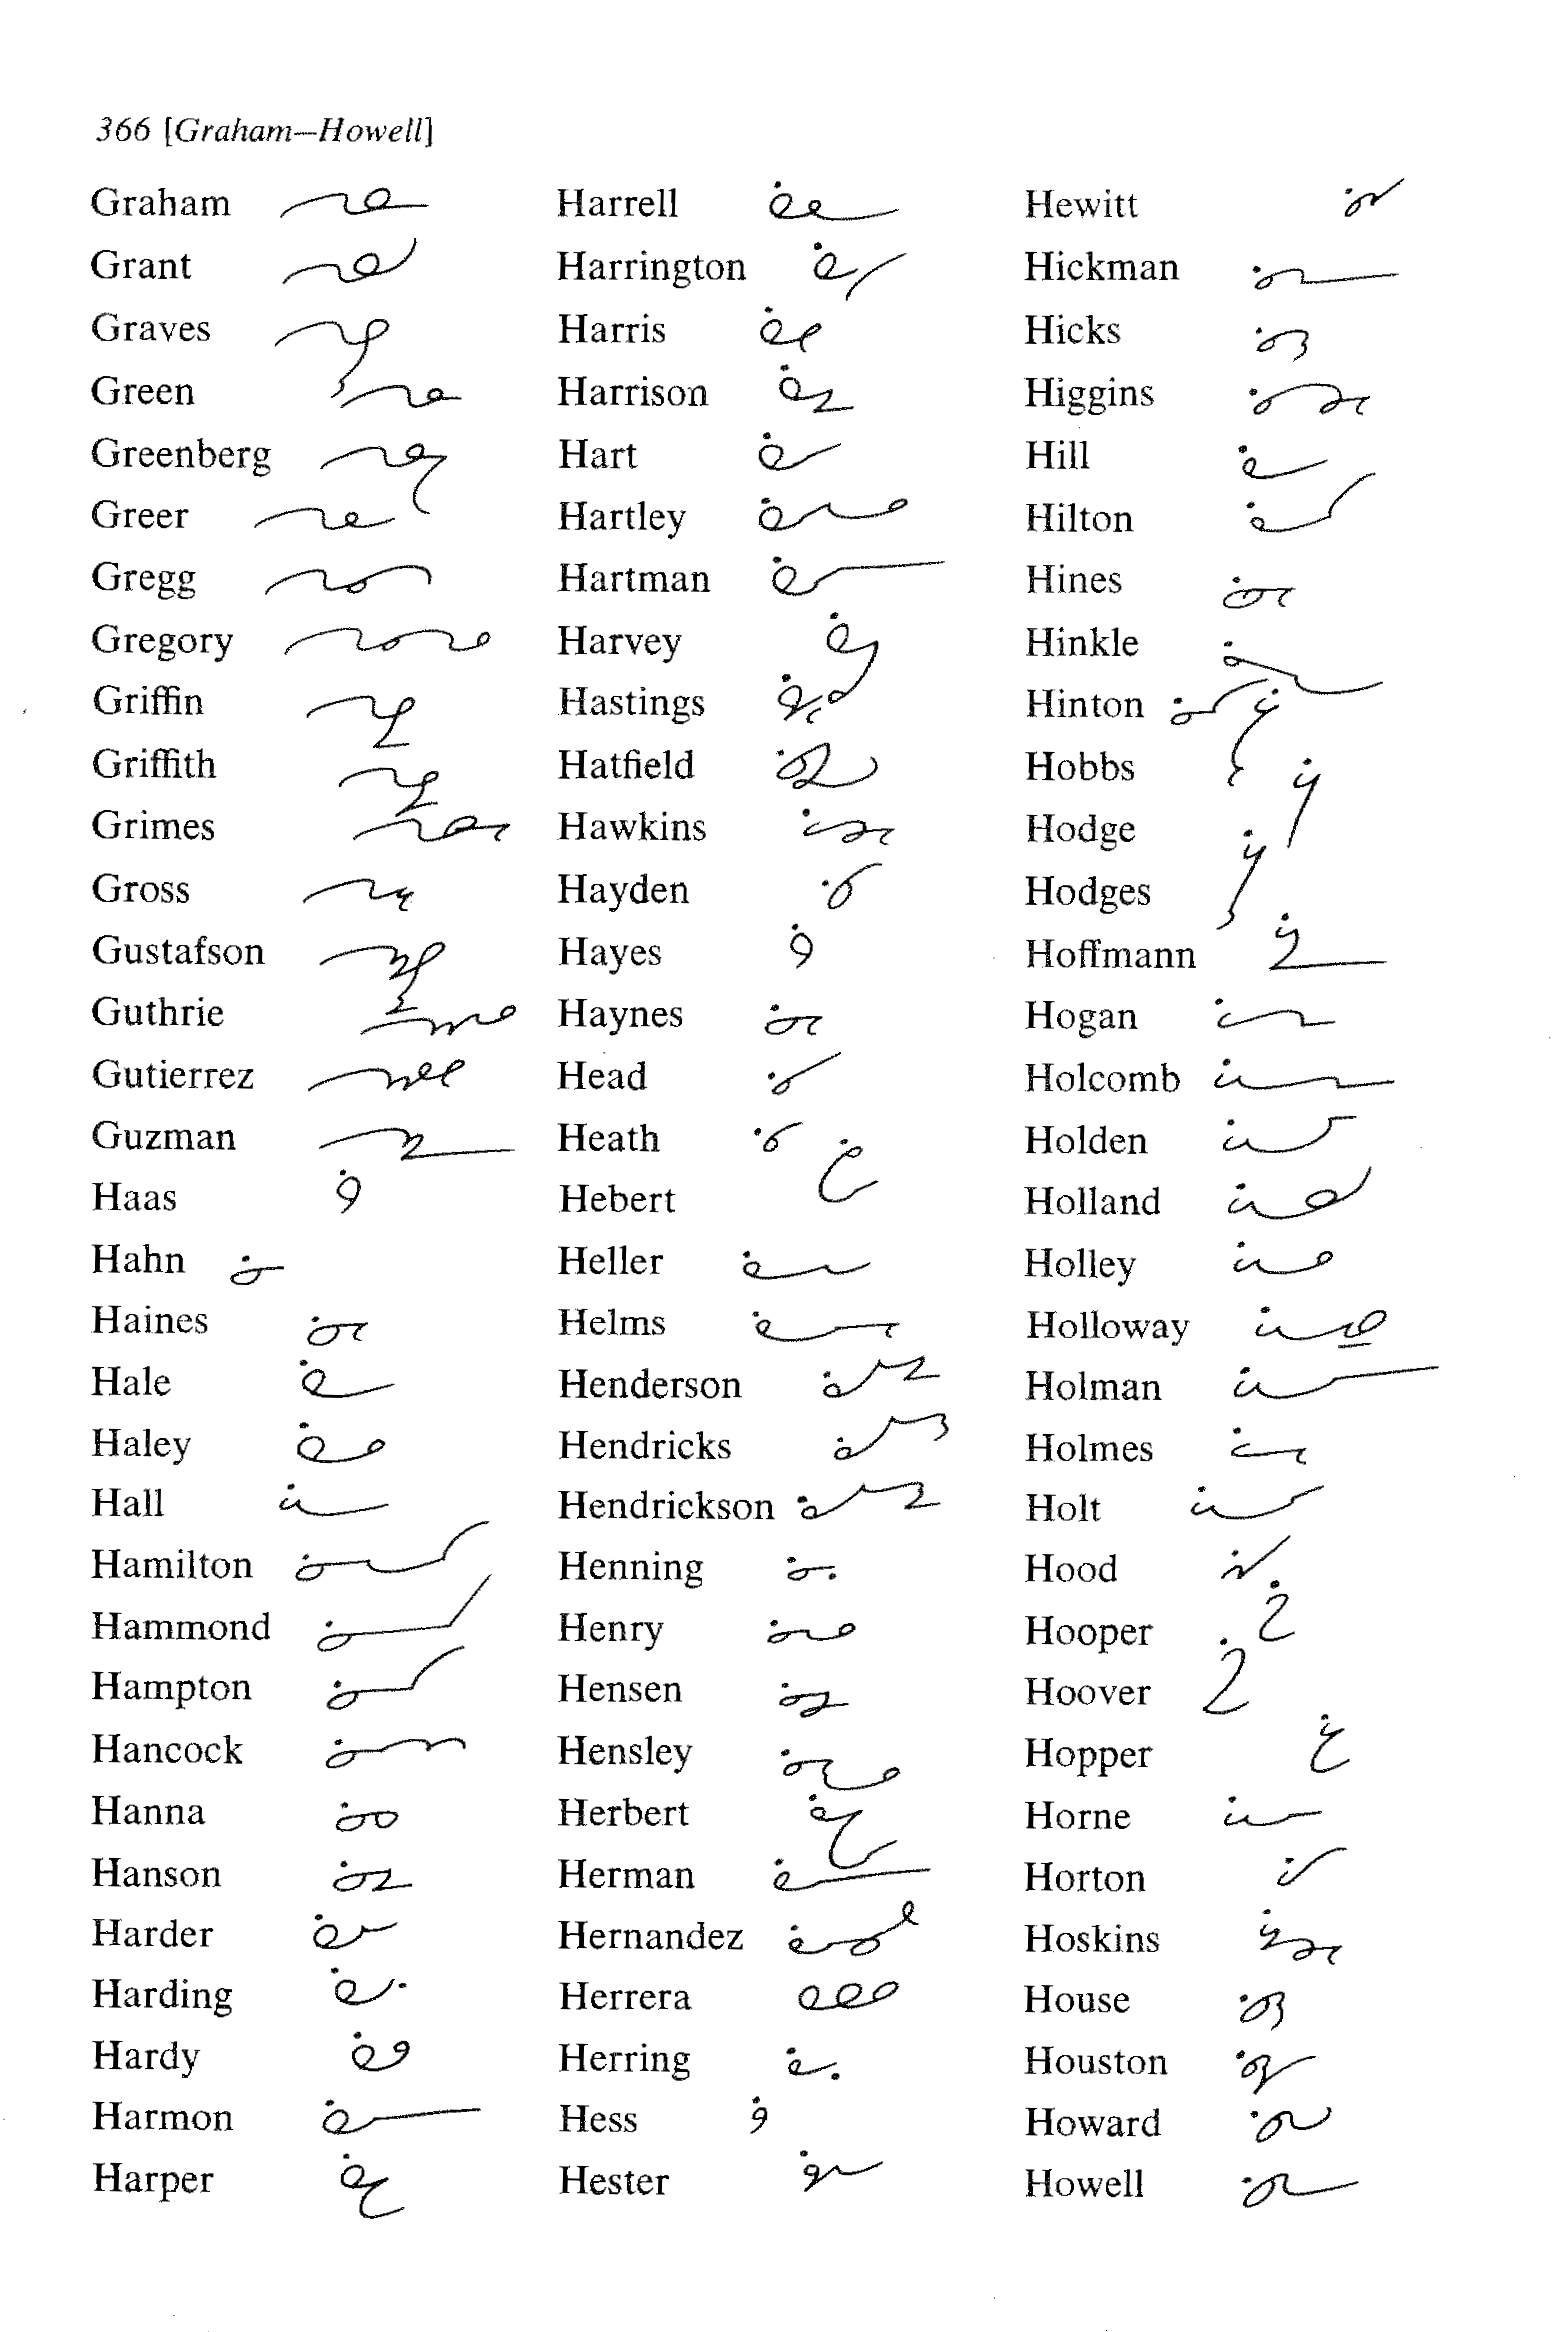 366 [Graham—Howell]
Graham
Grant
Graves
Green
Greenberg
Greer
Gregg
Gregory
Griffin
Griffith
Grimes
Gross
Gustafson
Guthrie
Gutierrez
Guzman
Haas
Hahn
Haines
Hale
Haley
Hall
Hamilton
Hammond
Hampton
Hancock
Hanna
Hanson
Harder
Harding
Hardy
Harmon
Harper
Harrell
Harrington
Harris
Harrison
Hart
Hartley
Hartman
Harvey
Hastings
Hatfield
Hawkins
Hayden
Hayes
Haynes
Head
Heath
Hebert
Heller
Helms
Henderson
Hendricks
Hendrickson
Henning
Henry
Hensen
Hensley
Herbert
Herman
Hernandez
Herrera
Herring
Hess
Hester
Hewitt
Hickman
Hicks
Higgins
Hill
Hilton
Hines
Hinkle
Hinton
Hobbs
Hodge
Hodges
Hoffmann
Hogan
Holcomb
Holden
Holland
Holley
Holloway
Holman
Holmes
Holt
Hood
Hooper
Hoover
Hopper
Horne
Horton
Hoskins
House
Houston
Howard
Howell